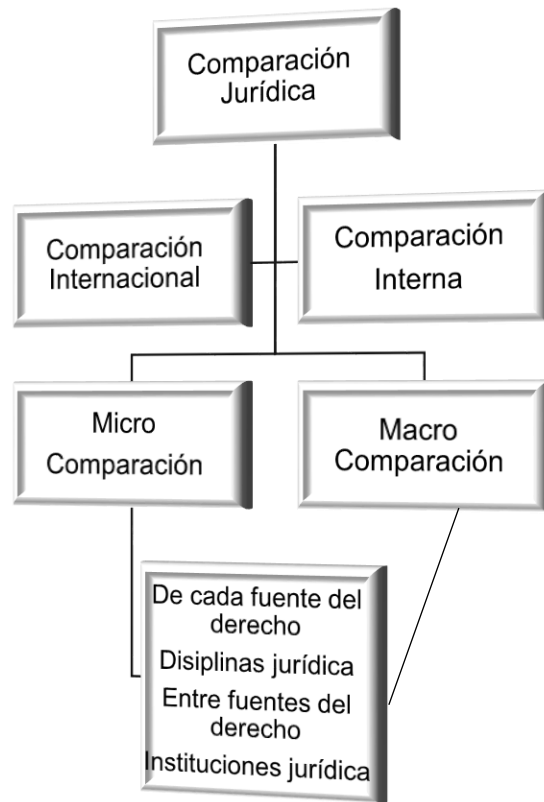 Comparación
Jurídica
Comparación
Internacional
Comparación
Interna
Micro
Comparación
Macro
Comparación
De cada fuente del
derecho
Disiplinas jurídica
Entre fuentes del
derecho
Instituciones jurídica